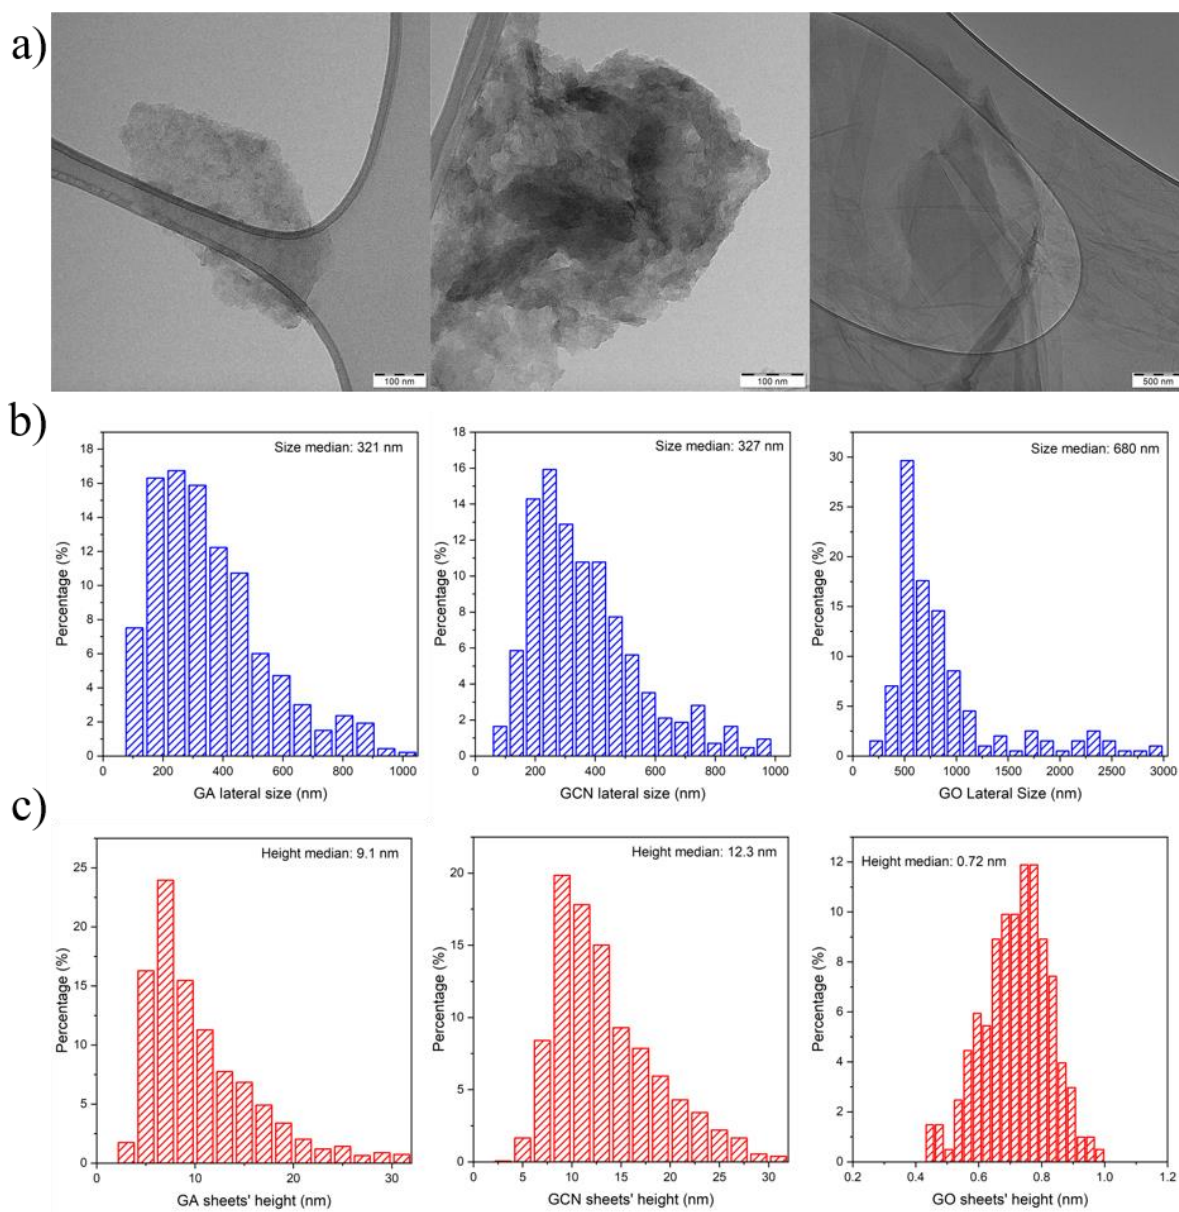 a)
100 nm
100 nm
500 nm
b)
Size median: 321 nm
18
16
14
12
10
8
6
4
2
0
Percentage (%)
0 200 400 600 800 1000
GA lateral size (nm)
Size median: 327 nm
18
16
14
12
10
8
6
4
2
0
Percentage (%)
0 200 400 600 800 1000
GCN lateral size (nm)
Size median: 680 nm
30
25
20
15
10
5
0
Percentage (%)
0 500 1000 1500 2000 2500 3000
GO Lateral Size (nm)
c)
Height median: 9.1 nm
25
20
15
10
5
0
Percentage (%)
0 10 20 30
GA sheets' height (nm)
Height median: 12.3 nm
20
15
10
5
0
Percentage (%)
0 5 10 15 20 25 30
GCN sheets' height (nm)
Height median: 0.72 nm
12
10
8
6
4
2
0
Percentage (%)
0.2 0.4 0.6 0.8 1.0 1.2
GO sheets' height (nm)